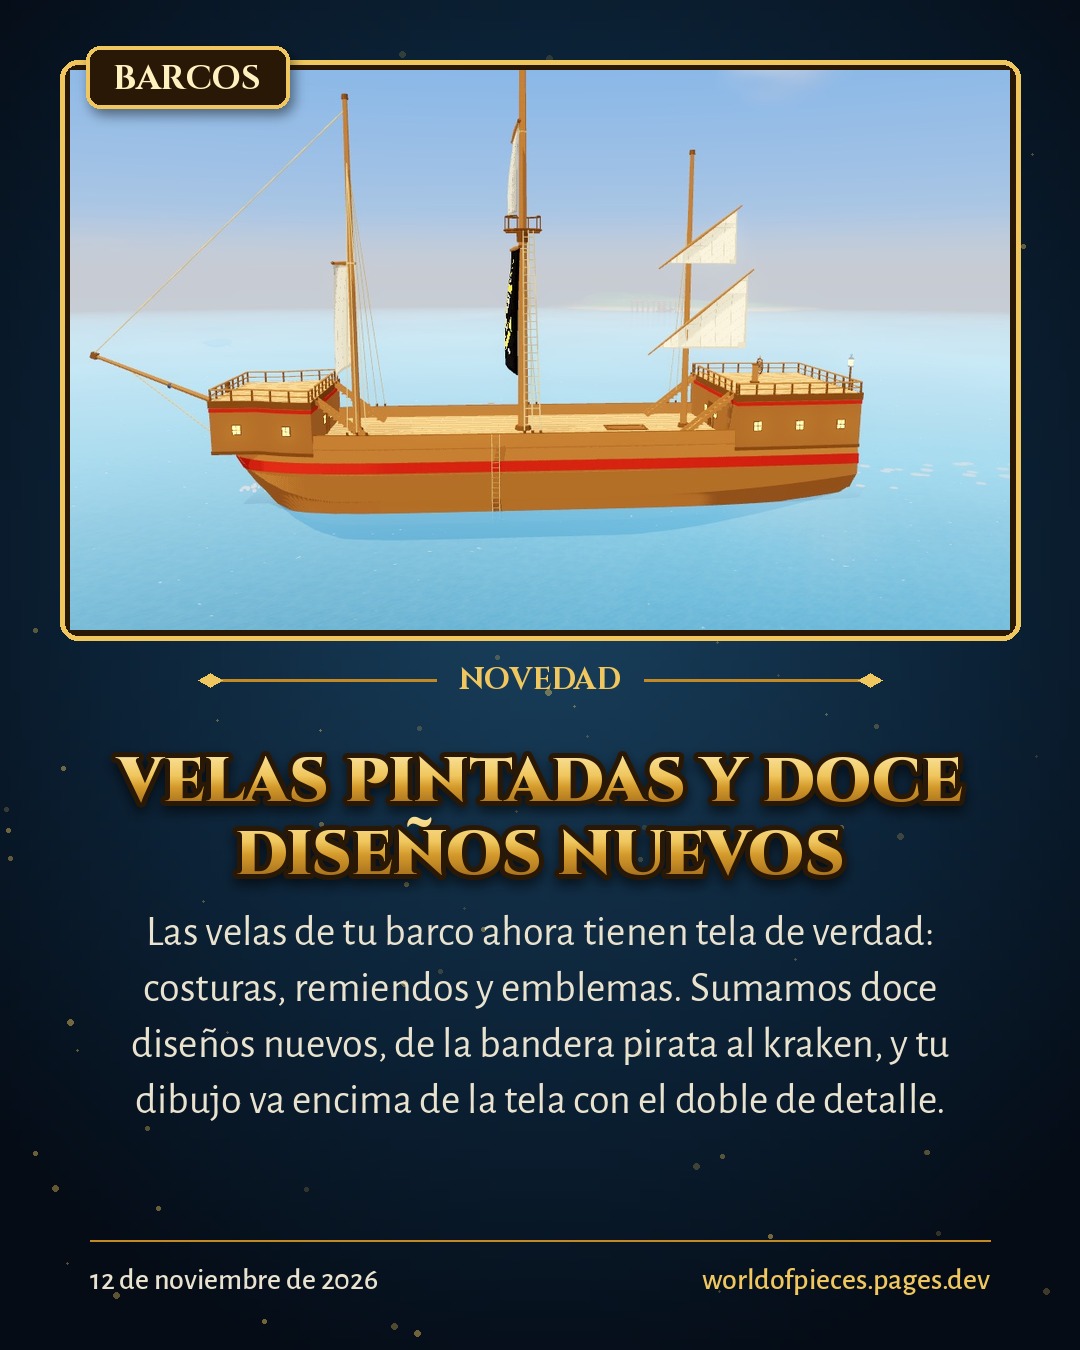 BARCOS
NOVEDAD
VELAS PINTADAS Y DOCE
DISEÑOS NUEVOS
Las velas de tu barco ahora tienen tela de verdad:
costuras, remiendos y emblemas. Sumamos doce
diseños nuevos, de la bandera pirata al kraken, y tu
dibujo va encima de la tela con el doble de detalle.
12 de noviembre de 2026
worldofpieces.pages.dev